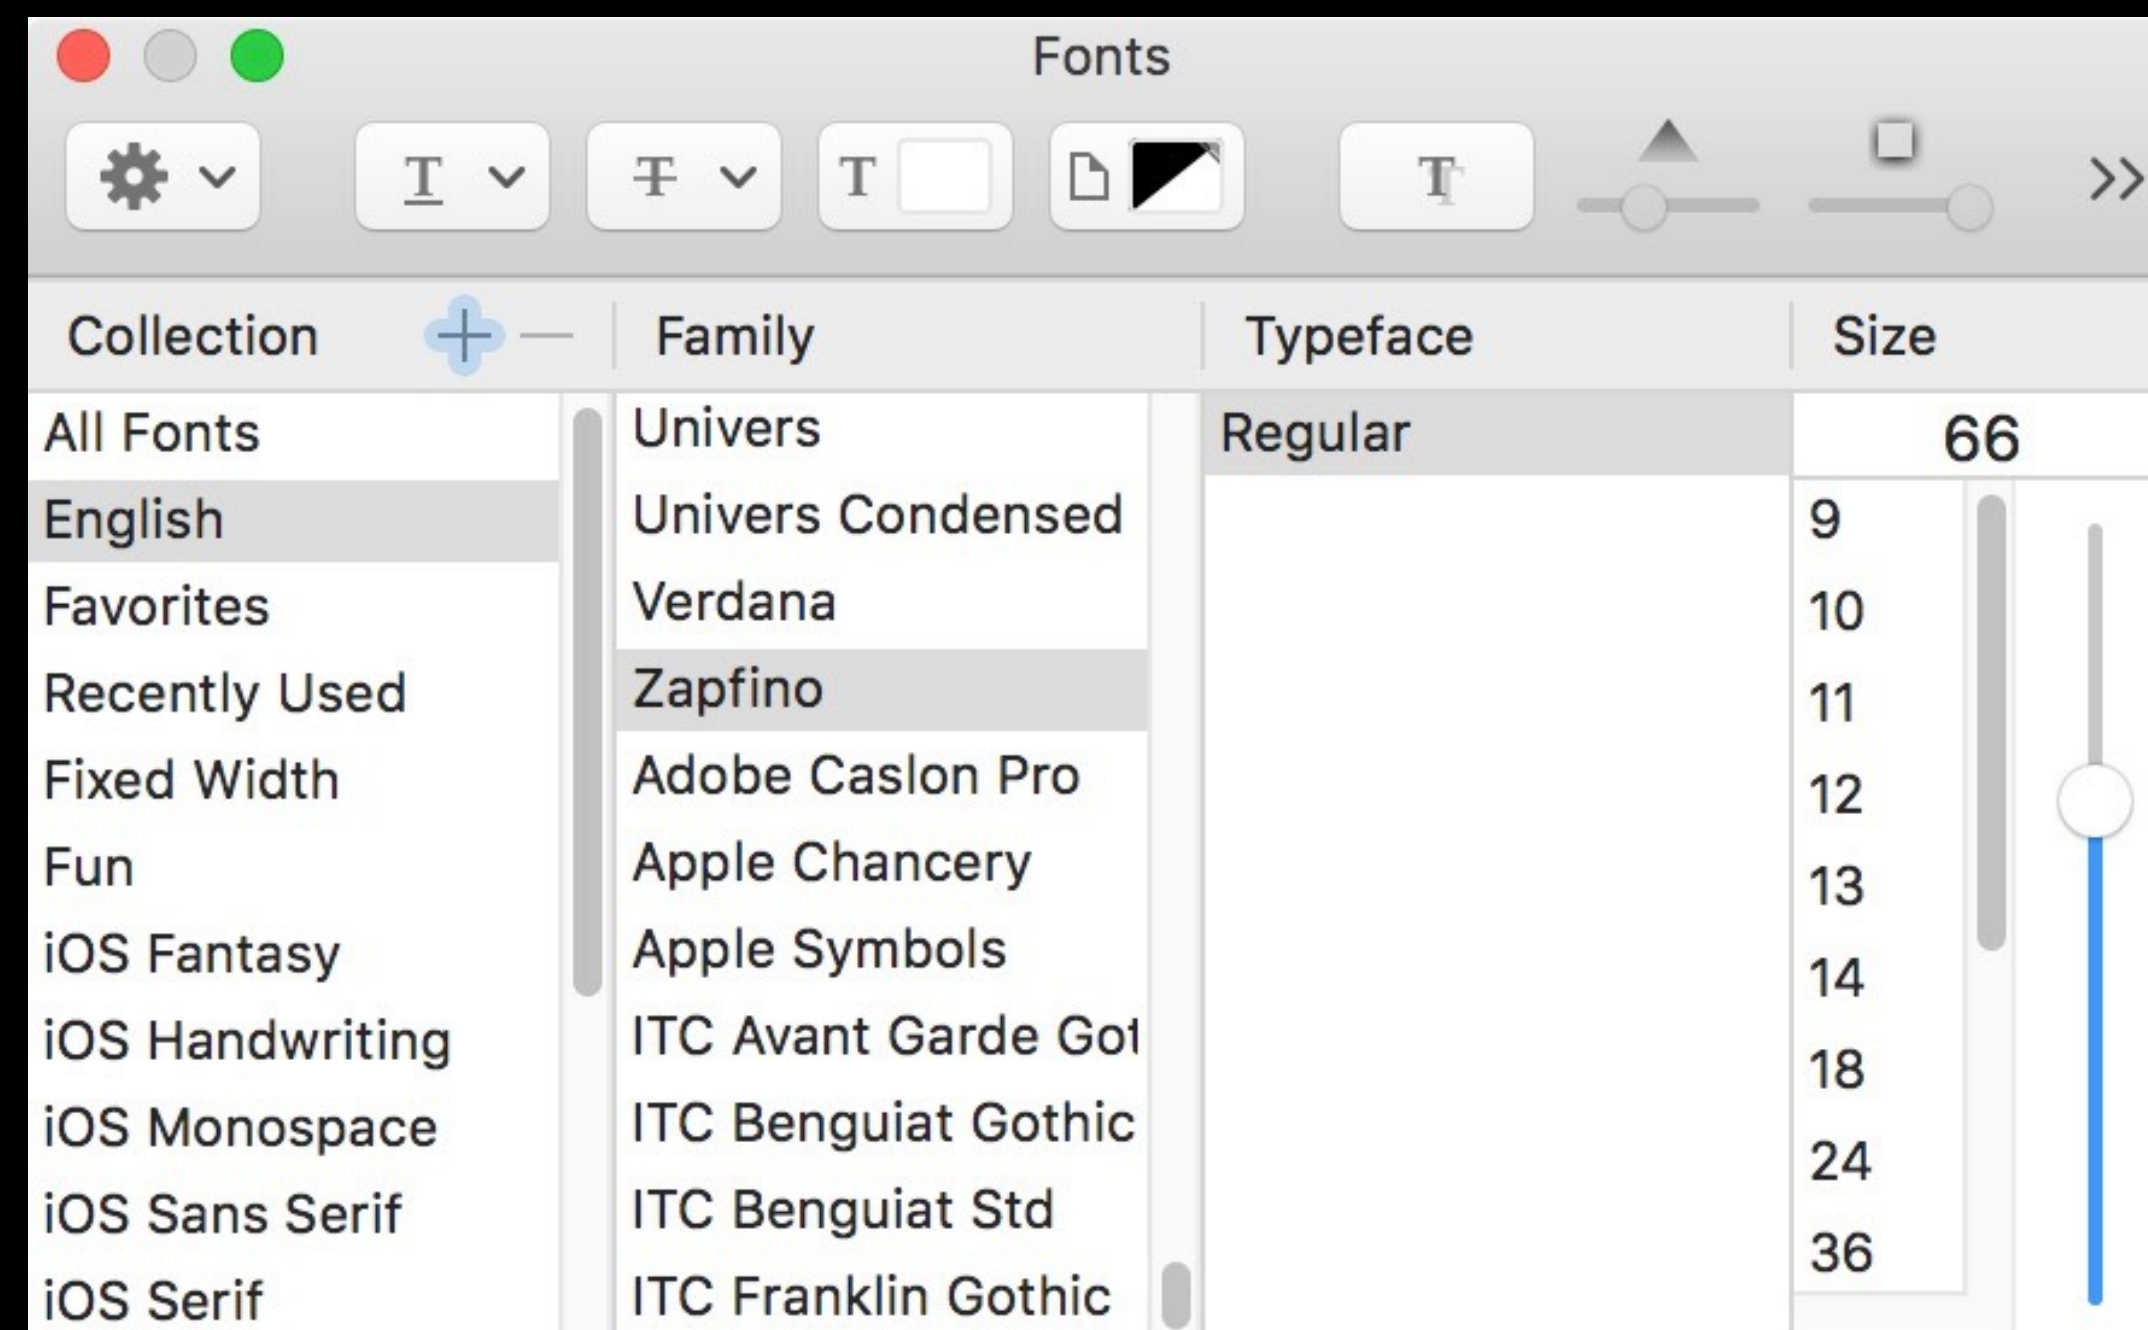 Fonts
T T T T
Collection Family Typeface Size
All Fonts
English
Favorites
Recently Used
Fixed Width
Fun
iOS Fantasy
iOS Handwriting
iOS Monospace
iOS Sans Serif
iOS Serif
Univers
Univers Condensed
Verdana
Zapfino
Adobe Caslon Pro
Apple Chancery
Apple Symbols
ITC Avant Garde Got
ITC Benguiat Gothic
ITC Benguiat Std
ITC Franklin Gothic
Regular
66
9
10
11
12
13
14
18
24
36